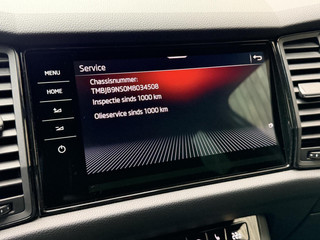 Service
MENU
Chassisnummer:
TMBJB9NS0M8034508
HOME
Inspectie sinds 1000 km
Olieservice sinds 1000 km